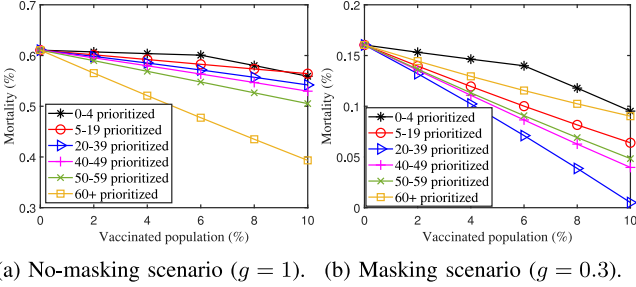 0.7
0.6
0.5
0.4
0.3
Mortality (%)
0-4 prioritized
5-19 prioritized
20-39 prioritized
40-49 prioritized
50-59 prioritized
60+ prioritized
0 2 4 6 8 10
Vaccinated population (%)
0.2
0.15
0.1
0.05
0
Mortality (%)
0-4 prioritized
5-19 prioritized
20-39 prioritized
40-49 prioritized
50-59 prioritized
60+ prioritized
0 2 4 6 8 10
Vaccinated population (%)
(a) No-masking scenario (g = 1).
(b) Masking scenario (g = 0.3).